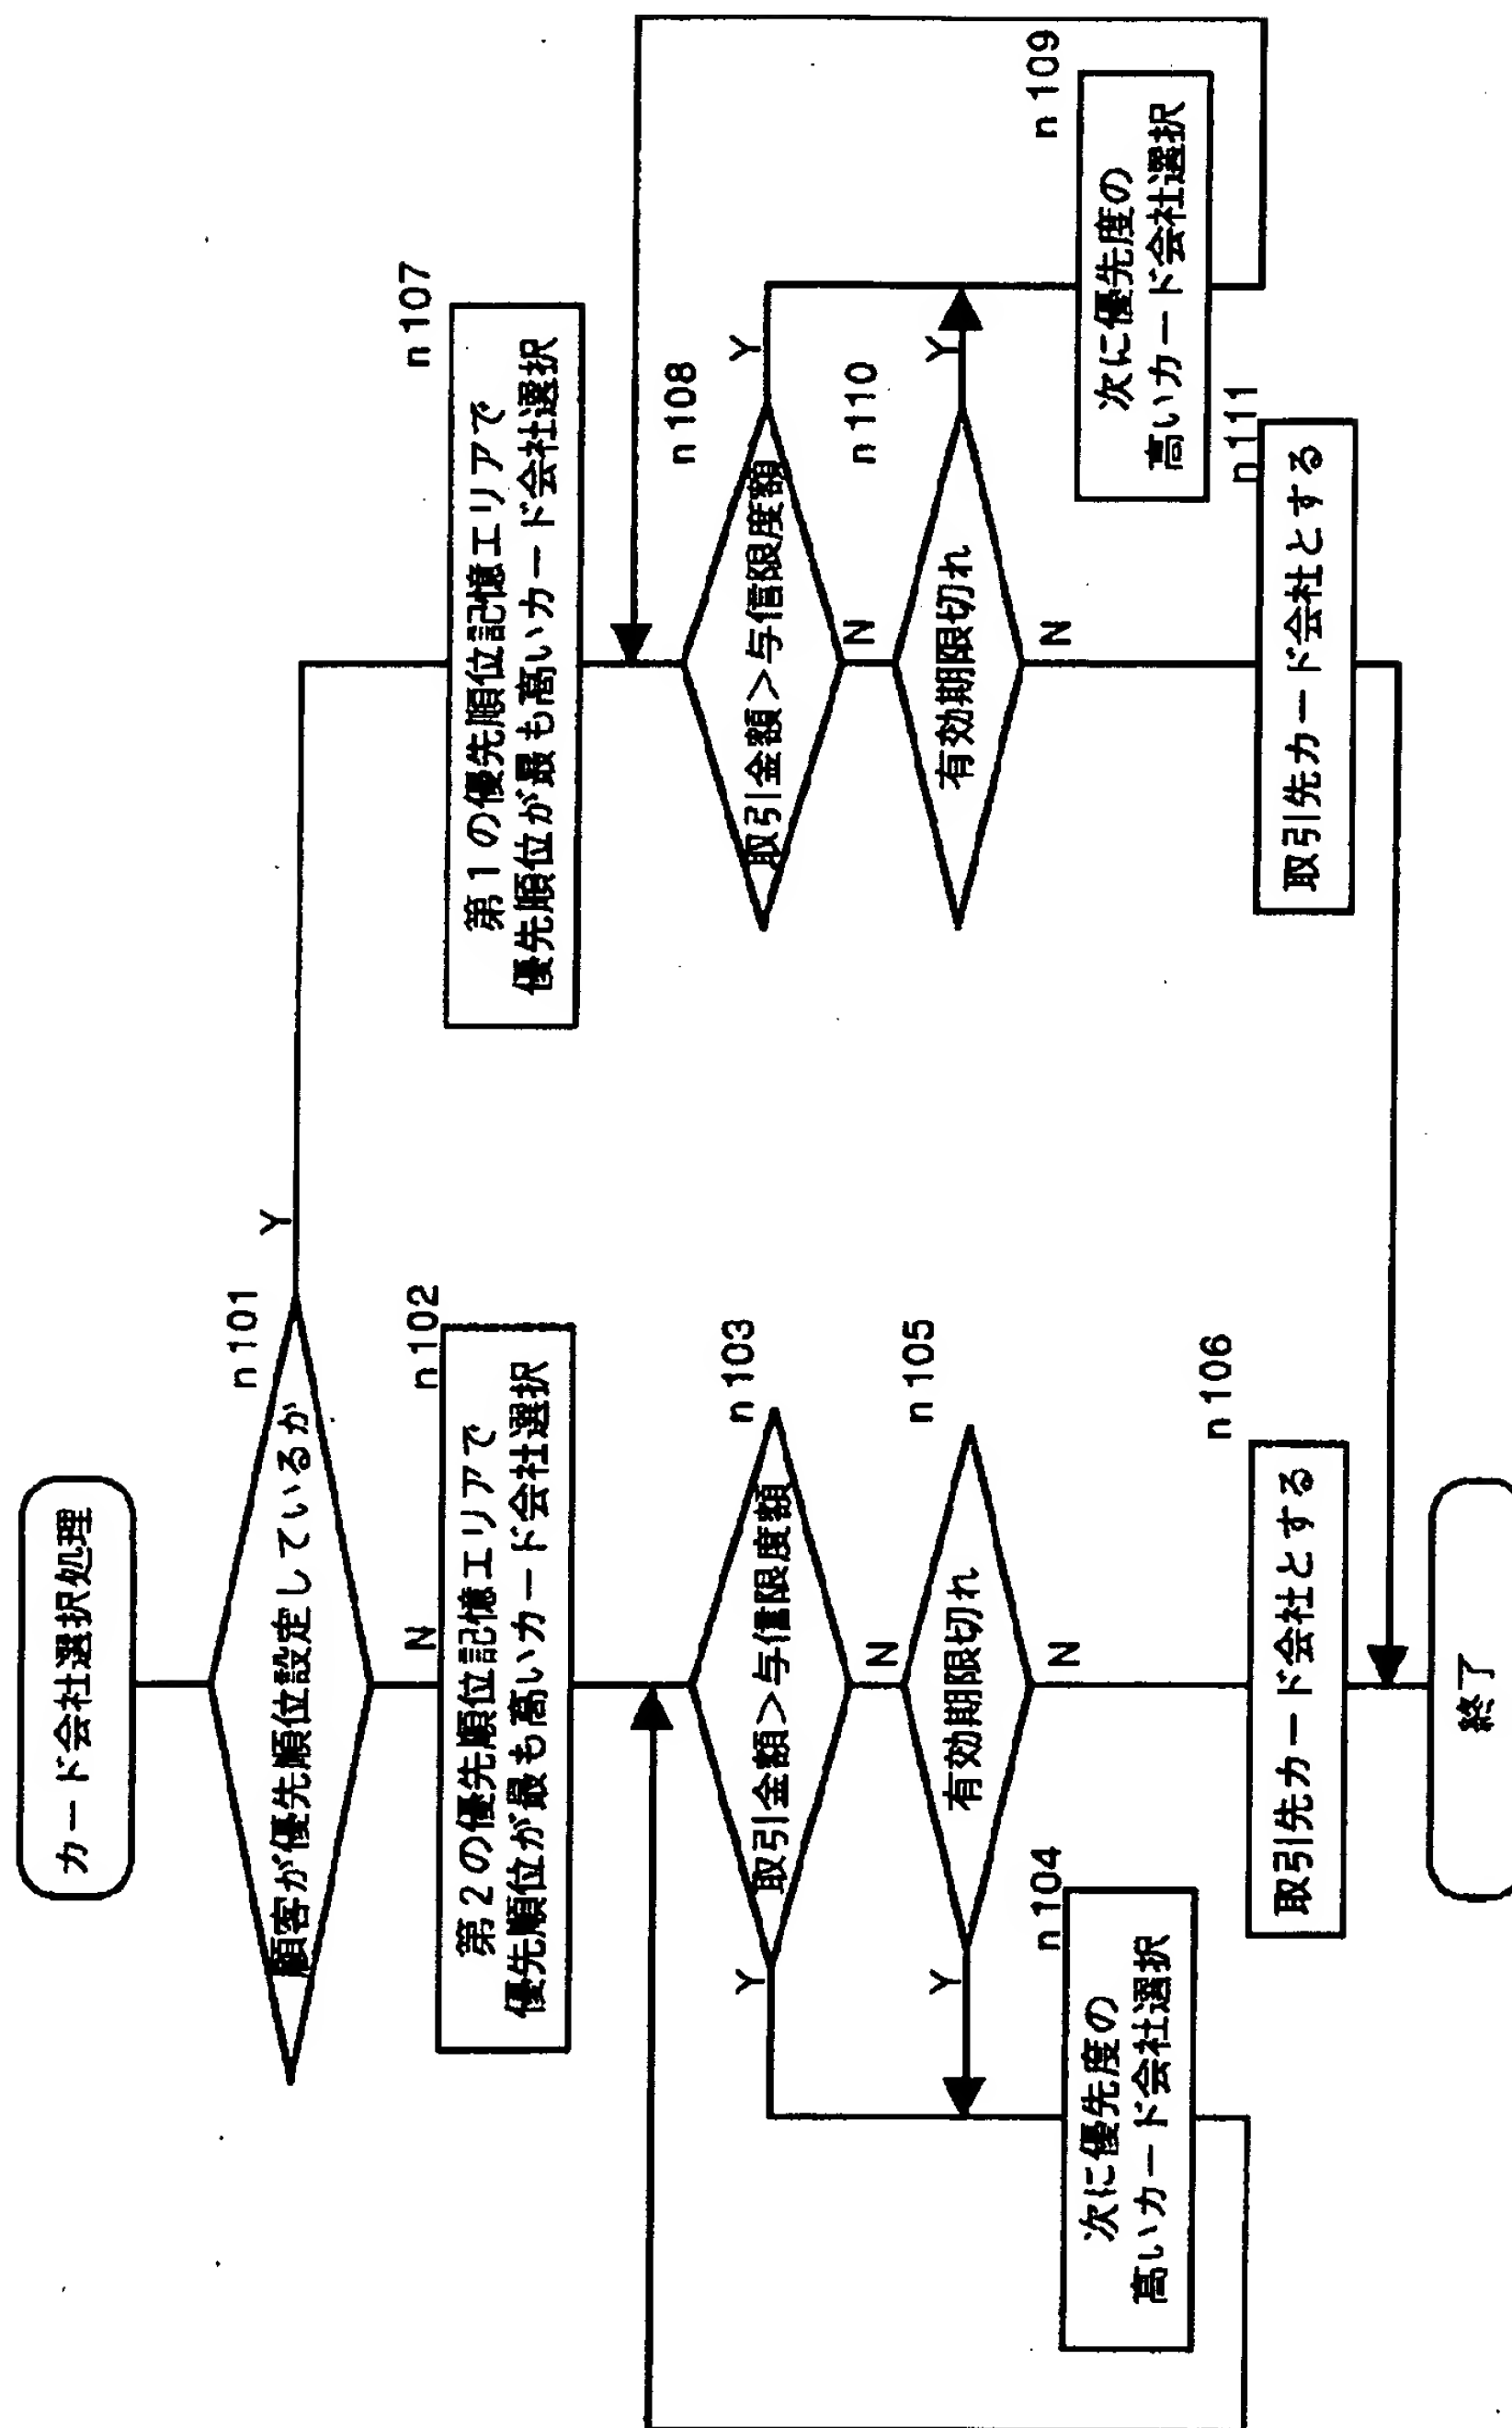 カード会社選択処理
n101
顧客が優先順位設定しているか
Y
N
n102
第2の優先順位記憶エリアで
優先順位が最も高いカード会社選択
n103
取引金額>与信限度額
Y
N
n105
有効期限切れ
Y
N
n104
次に優先度の
高いカード会社選択
n106
取引先カード会社とする
n107
第1の優先順位記憶エリアで
優先順位が最も高いカード会社選択
n108
取引金額>与信限度額
Y
N
n110
有効期限切れ
Y
N
n109
次に優先度の
高いカード会社選択
n111
取引先カード会社とする
終了